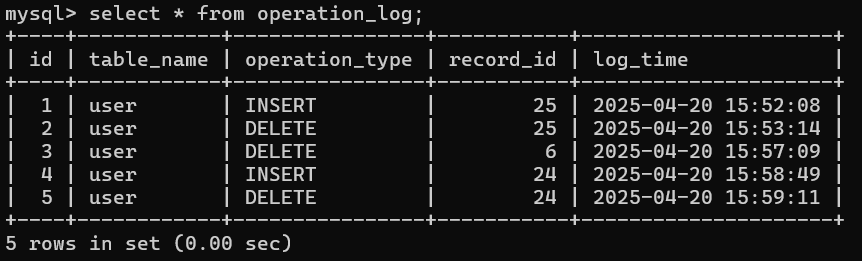 mysql> select * from operation_log;
+----+------------+----------------+-----------+---------------------+
| id | table_name | operation_type | record_id | log_time            |
+----+------------+----------------+-----------+---------------------+
|  1 | user       | INSERT         |        25 | 2025-04-20 15:52:08 |
|  2 | user       | DELETE         |        25 | 2025-04-20 15:53:14 |
|  3 | user       | DELETE         |         6 | 2025-04-20 15:57:09 |
|  4 | user       | INSERT         |        24 | 2025-04-20 15:58:49 |
|  5 | user       | DELETE         |        24 | 2025-04-20 15:59:11 |
+----+------------+----------------+-----------+---------------------+
5 rows in set (0.00 sec)